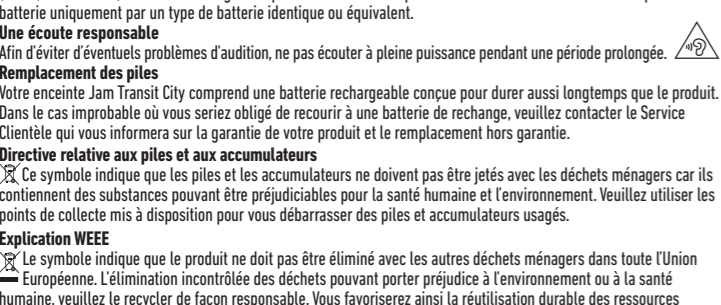 batterie uniquement par un type de batterie identique ou équivalent.
Une écoute responsable
Afin d'éviter d'éventuels problèmes d'audition, ne pas écouter à pleine puissance pendant une période prolongée.
Remplacement des piles
Votre enceinte Jam Transit City comprend une batterie rechargeable conçue pour durer aussi longtemps que le produit.
Dans le cas improbable où vous seriez obligé de recourir à une batterie de rechange, veuillez contacter le Service
Clientèle qui vous informera sur la garantie de votre produit et le remplacement hors garantie.
Directive relative aux piles et aux accumulateurs
Ce symbole indique que les piles et les accumulateurs ne doivent pas être jetés avec les déchets ménagers car ils
contiennent des substances pouvant être préjudiciables pour la santé humaine et l'environnement. Veuillez utiliser les
points de collecte mis à disposition pour vous débarrasser des piles et accumulateurs usagés.
Explication WEEE
Le symbole indique que le produit ne doit pas être éliminé avec les autres déchets ménagers dans toute l'Union
Européenne. L'élimination incontrôlée des déchets pouvant porter préjudice à l'environnement ou à la santé
humaine, veuillez le recycler de façon responsable. Vous favoriserez ainsi la réutilisation durable des ressources